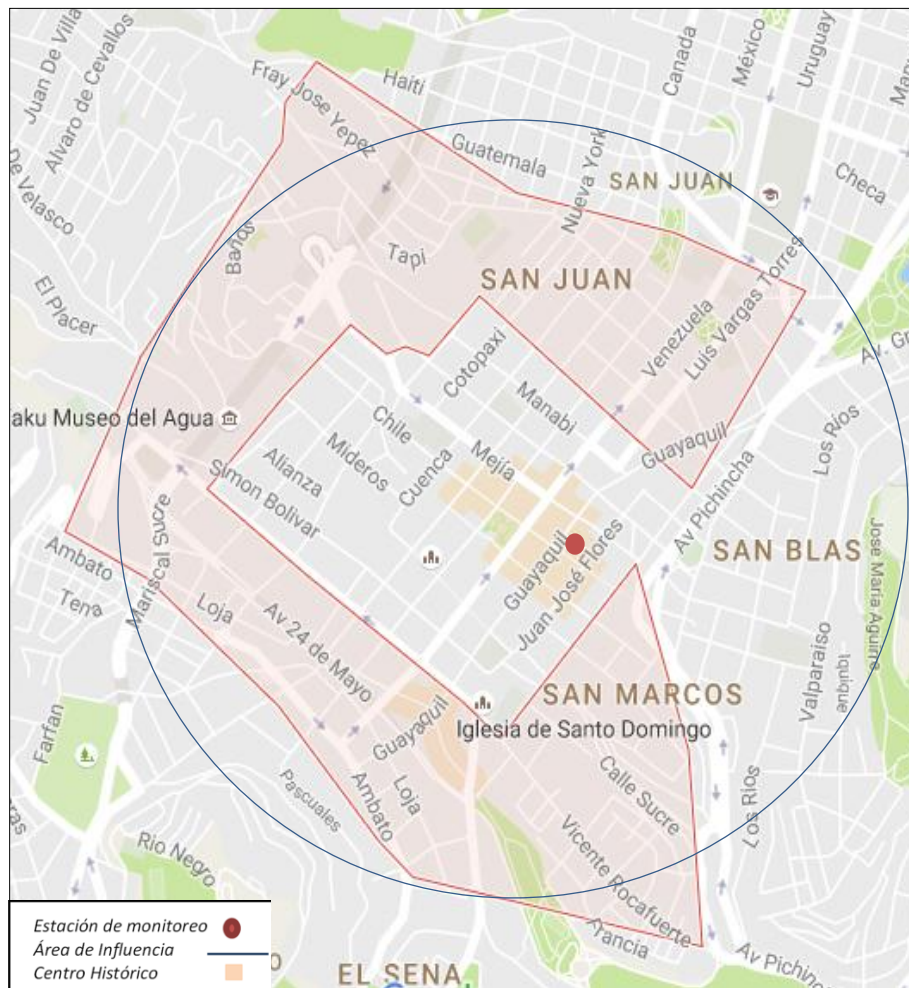 Juan De Villa
Alvaro de Cevallos
De Velasco
El Placer
Fray Jose Yepez
Haiti
Guatemala
Nueva York
Canada
México
Uruguay
Checa
SAN JUAN
Baños
Tapi
SAN JUAN
Venezuela
Luis Vargas Torres
Av. Gr
Cotopaxi
Manabi
Guayaquil
Los Ríos
aku Museo del Agua
Chile
Mejía
Mideros
Cuenca
Alianza
Simon Bolivar
Av Pichincha
Mariscal Sucre
Guayaquil
Juan José Flores
SAN BLAS
Jose Maria Aguirre
Ambato
Tena
Loja
Av 24 de Mayo
Valparaiso
Iquique
SAN MARCOS
Iglesia de Santo Domingo
Guayaquil
Farfan
Pascuales
Ambato
Loja
Calle Sucre
Los Rios
Vicente Rocafuerte
Rio Negro
ras
Francia
Av Pichinc
EL SENA
O
Estación de monitoreo
Área de Influencia
Centro Histórico